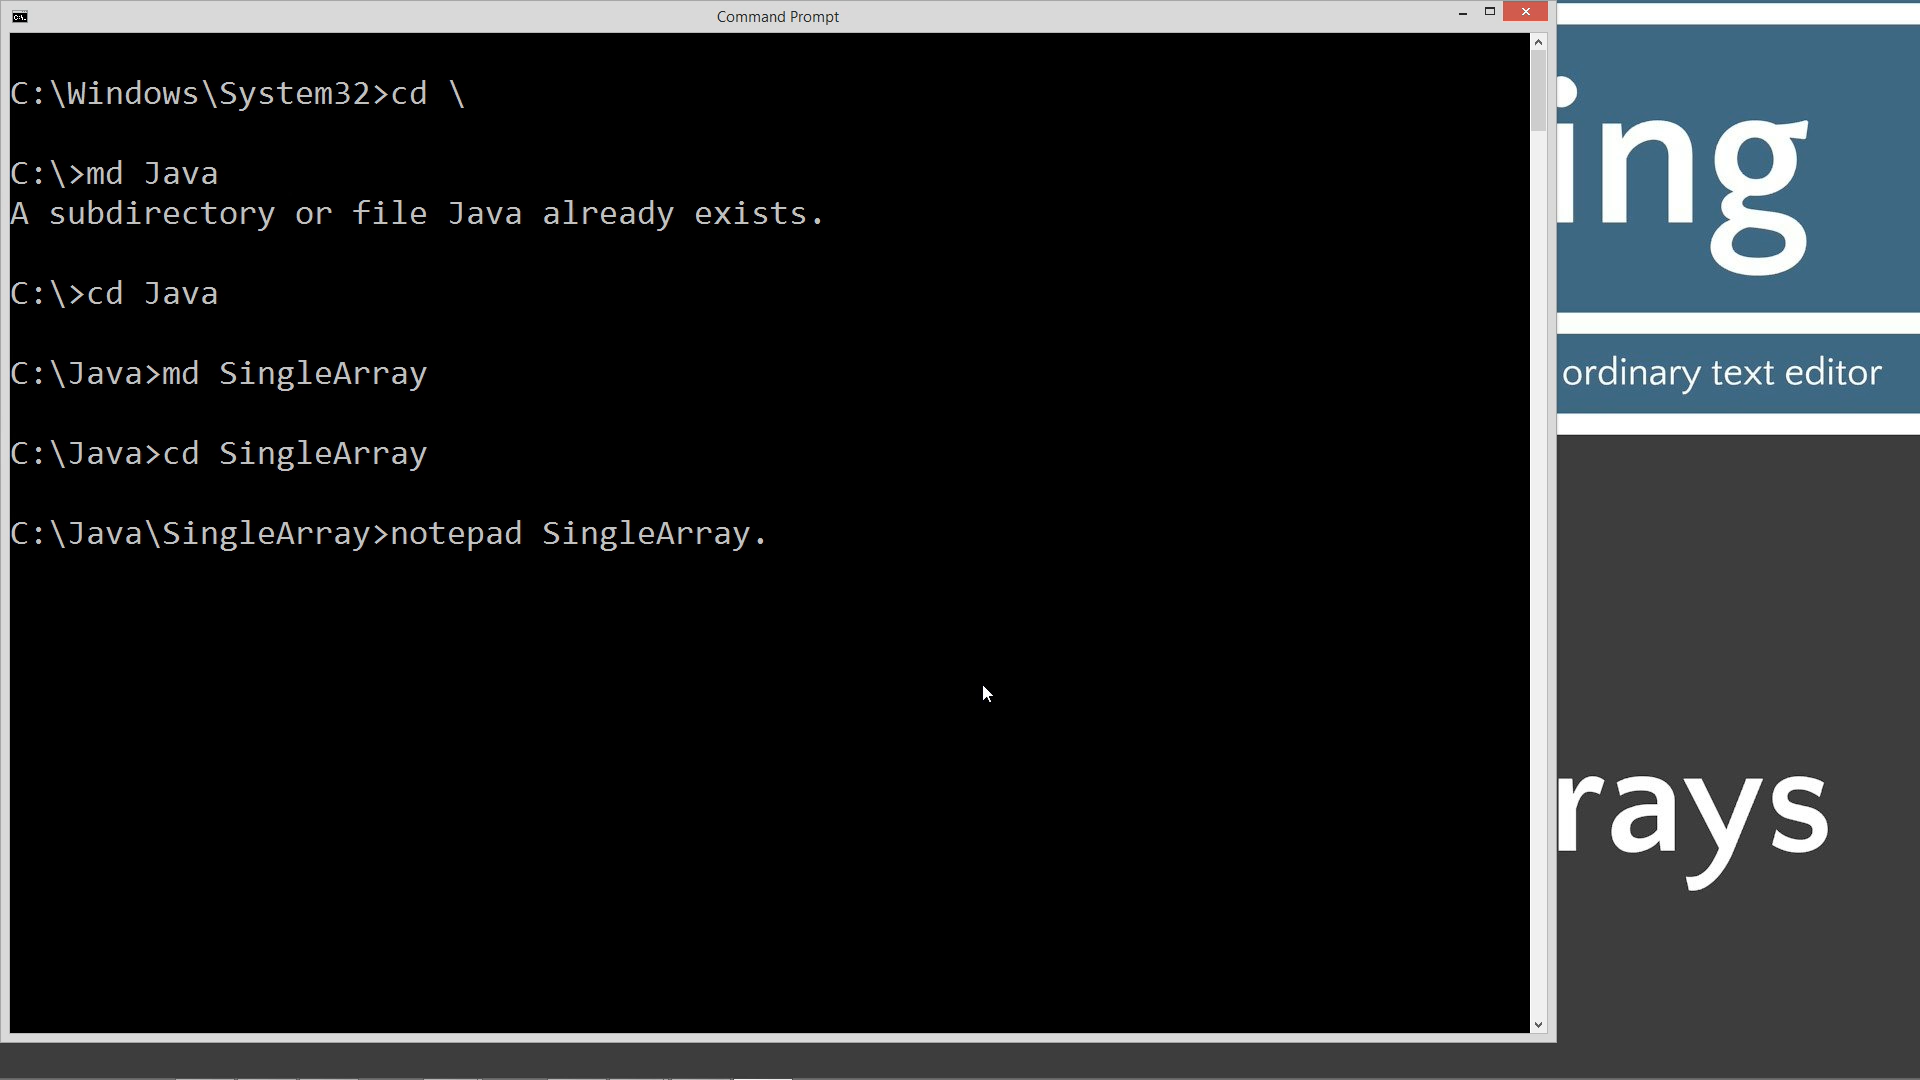 Command Prompt
C:\Windows\System32>cd \
C:\>md Java
A subdirectory or file Java already exists.
C:\>cd Java
C:\Java>md SingleArray
C:\Java>cd SingleArray
C:\Java\SingleArray>notepad SingleArray.
ing
ordinary text editor
rays